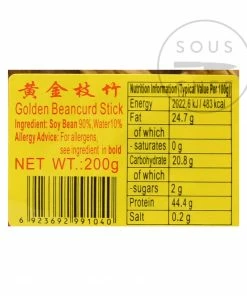 SOUS
黄金枝竹
Golden Beancurd Stick
Ingredient: Soy Bean 90%, Water10%
Allergy Advice: For allergens,
see ingredient in bold
NET WT.:200g
6 923692 991040
Nutrition Information (Typical Value Per 100g)
Energy 2022.6 kJ / 483 kcal
Fat 24.7 g
of which
-saturates 0 g
Carbohydrate 20.8 g
of which
-sugars 2 g
Protein 44.4 g
Salt 0.2 g